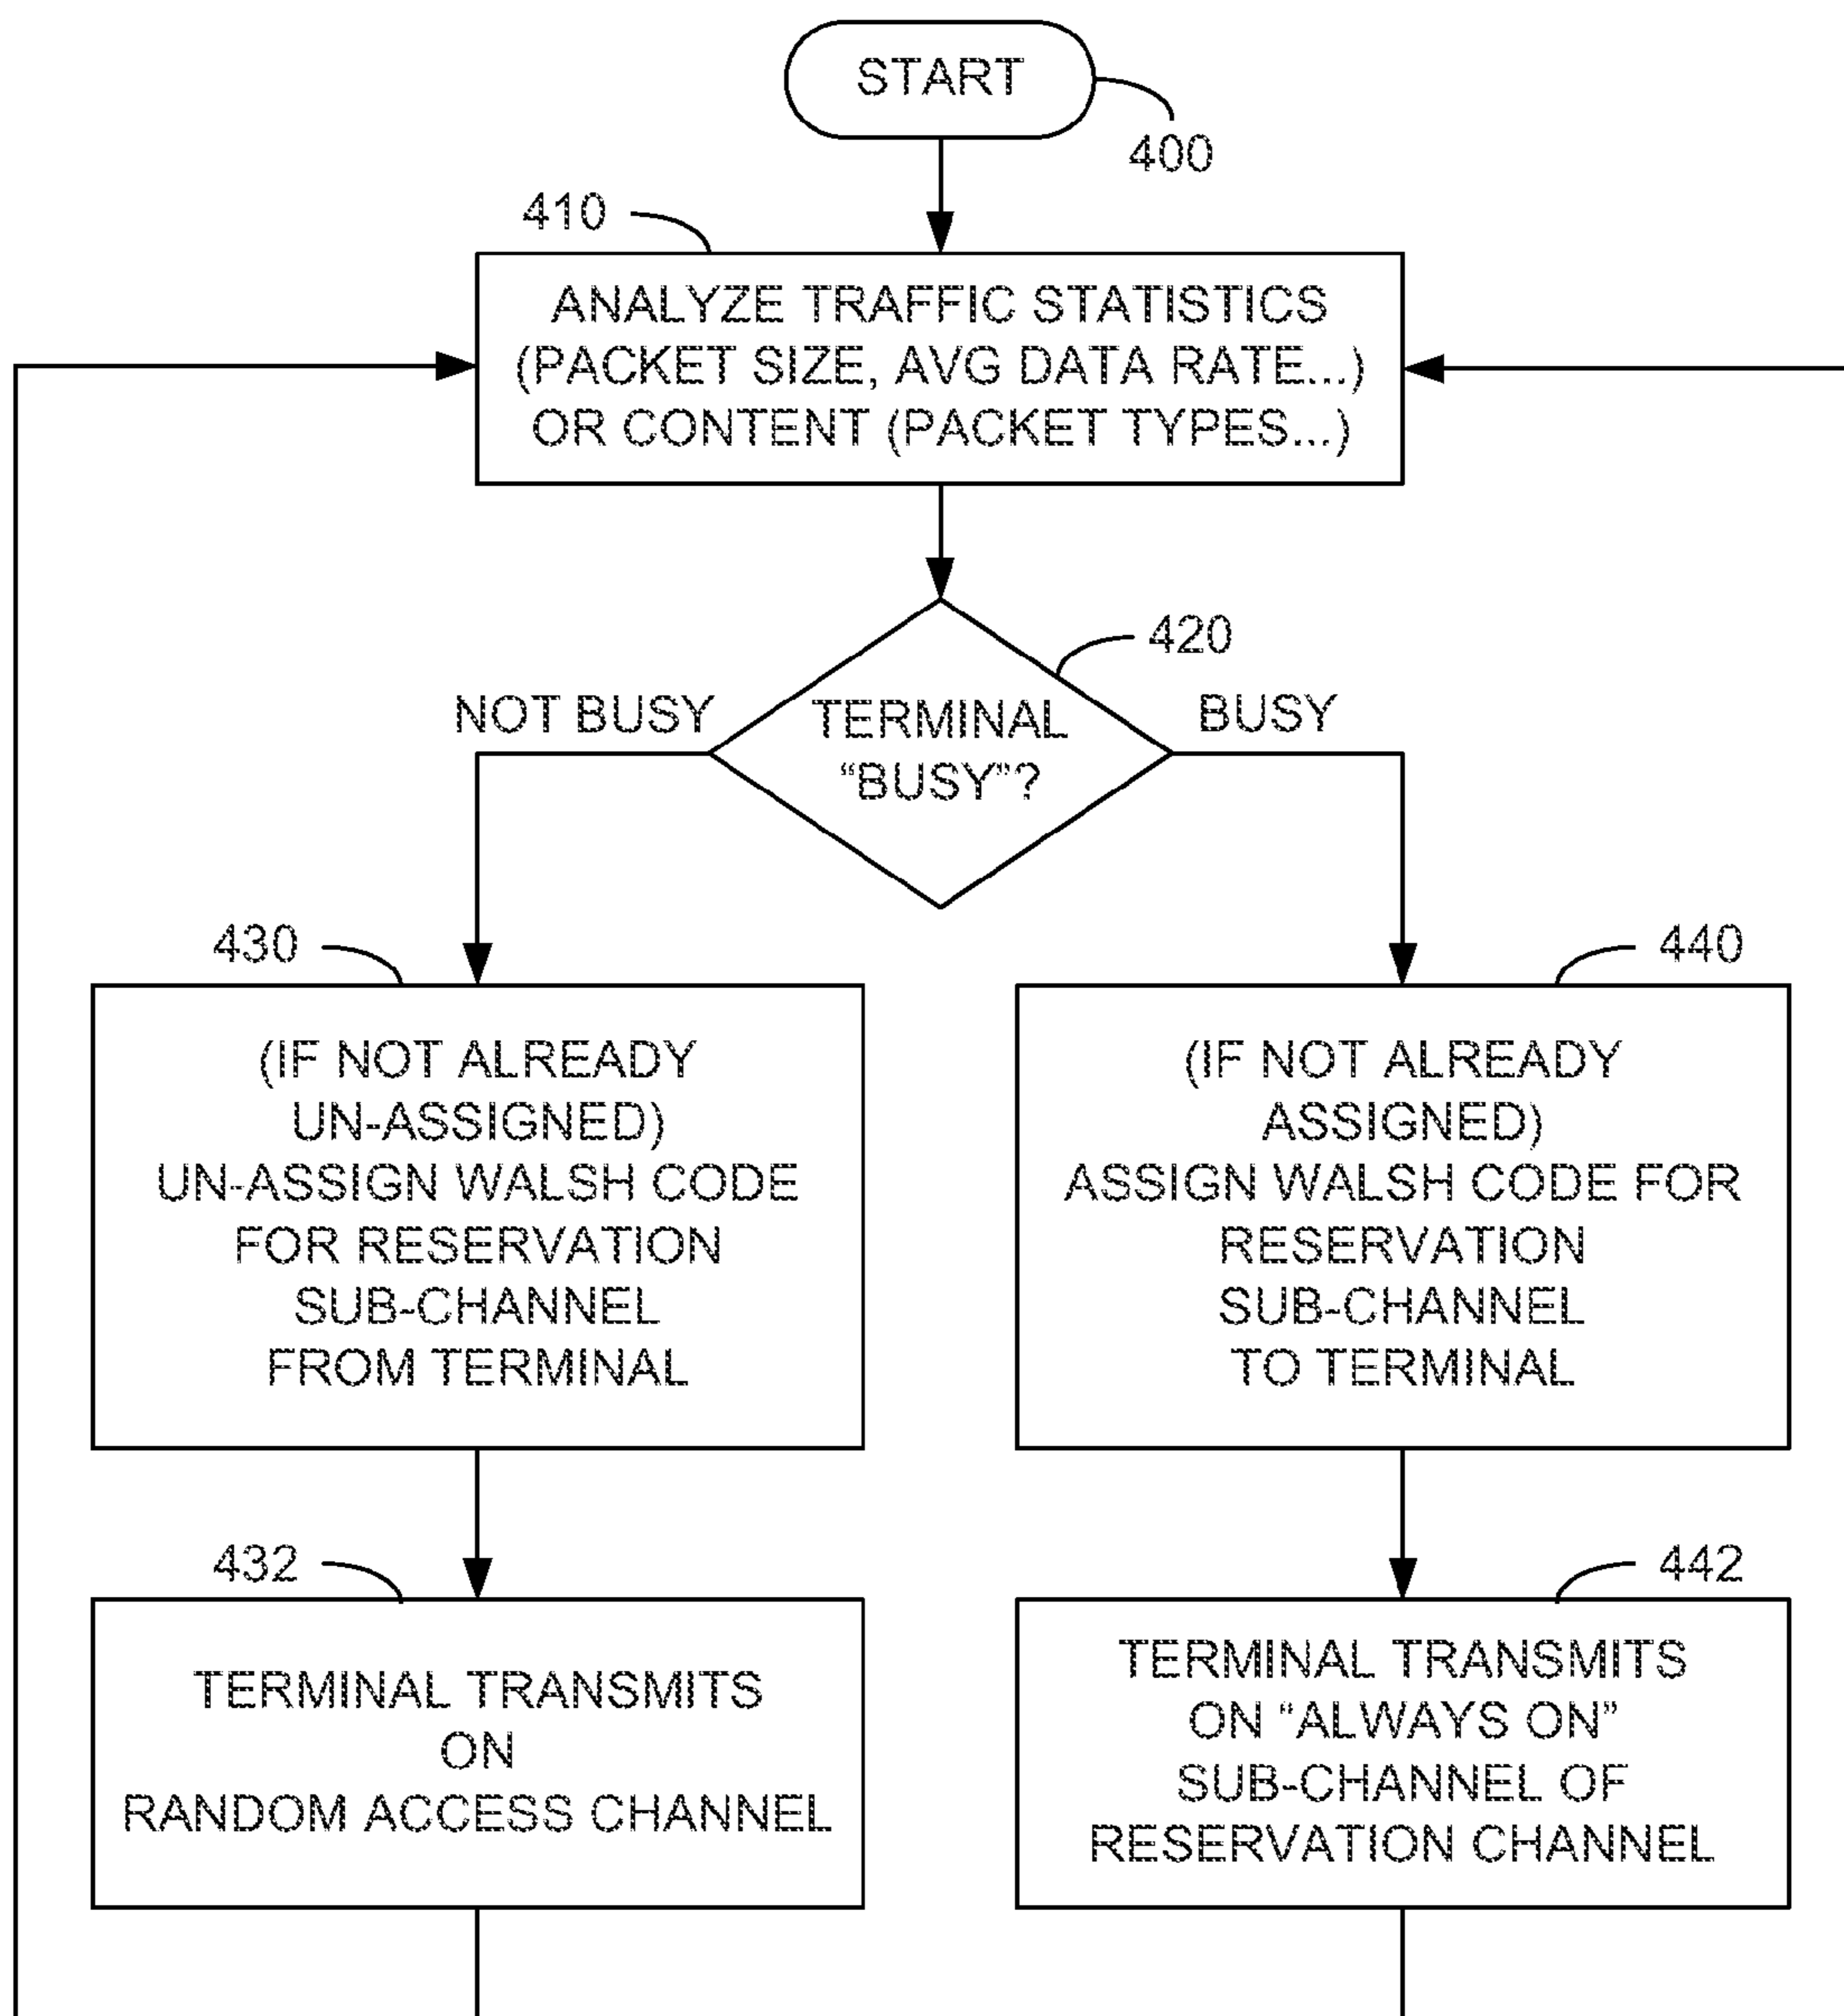 START
400
410
ANALYZE TRAFFIC STATISTICS
(PACKET SIZE, AVG DATA RATE...)
OR CONTENT (PACKET TYPES...)
420
NOT BUSY
BUSY
TERMINAL
“BUSY”?
430
(IF NOT ALREADY
UN-ASSIGNED)
UN-ASSIGN WALSH CODE
FOR RESERVATION
SUB-CHANNEL
FROM TERMINAL
440
(IF NOT ALREADY
ASSIGNED)
ASSIGN WALSH CODE FOR
RESERVATION
SUB-CHANNEL
TO TERMINAL
432
TERMINAL TRANSMITS
ON
RANDOM ACCESS CHANNEL
442
TERMINAL TRANSMITS
ON “ALWAYS ON”
SUB-CHANNEL OF
RESERVATION CHANNEL